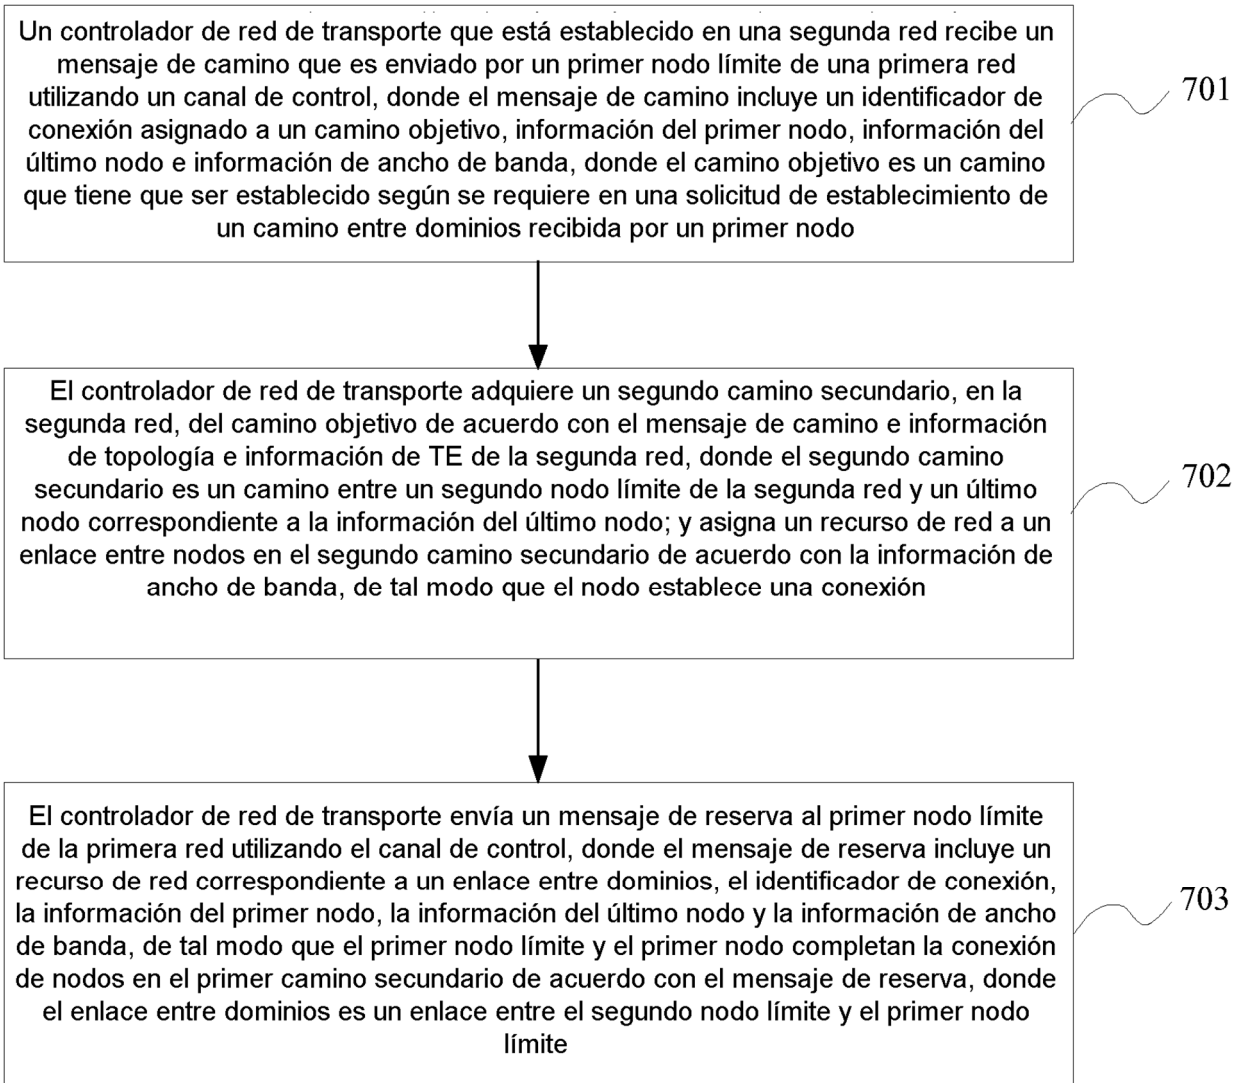 Un controlador de red de transporte que está establecido en una segunda red recibe un
mensaje de camino que es enviado por un primer nodo límite de una primera red
utilizando un canal de control, donde el mensaje de camino incluye un identificador de
conexión asignado a un camino objetivo, información del primer nodo, información del
último nodo e información de ancho de banda, donde el camino objetivo es un camino
que tiene que ser establecido según se requiere en una solicitud de establecimiento de
un camino entre dominios recibida por un primer nodo
701
El controlador de red de transporte adquiere un segundo camino secundario, en la
segunda red, del camino objetivo de acuerdo con el mensaje de camino e información
de topología e información de TE de la segunda red, donde el segundo camino
secundario es un camino entre un segundo nodo límite de la segunda red y un último
nodo correspondiente a la información del último nodo; y asigna un recurso de red a un
enlace entre nodos en el segundo camino secundario de acuerdo con la información de
ancho de banda, de tal modo que el nodo establece una conexión
702
El controlador de red de transporte envía un mensaje de reserva al primer nodo límite
de la primera red utilizando el canal de control, donde el mensaje de reserva incluye un
recurso de red correspondiente a un enlace entre dominios, el identificador de conexión,
la información del primer nodo, la información del último nodo y la información de ancho
de banda, de tal modo que el primer nodo límite y el primer nodo completan la conexión
de nodos en el primer camino secundario de acuerdo con el mensaje de reserva, donde
el enlace entre dominios es un enlace entre el segundo nodo límite y el primer nodo
límite
703